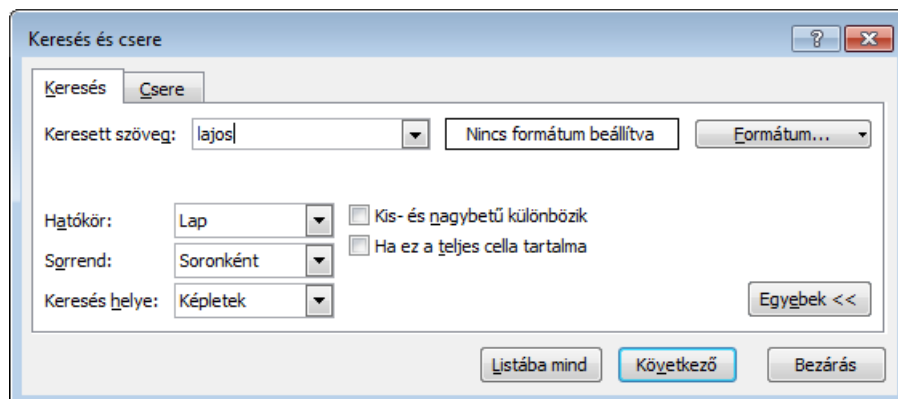 Keresés és csere
Keresés Csere
Keresett szöveg: lajos Nincs formátum beállítva Formátum...
Hatókör: Lap Kis- és nagybetű különbözik
Sorrend: Soronként Ha ez a teljes cella tartalma
Keresés helye: Képletek Egyebek <<
Listába mind Következő Bezárás